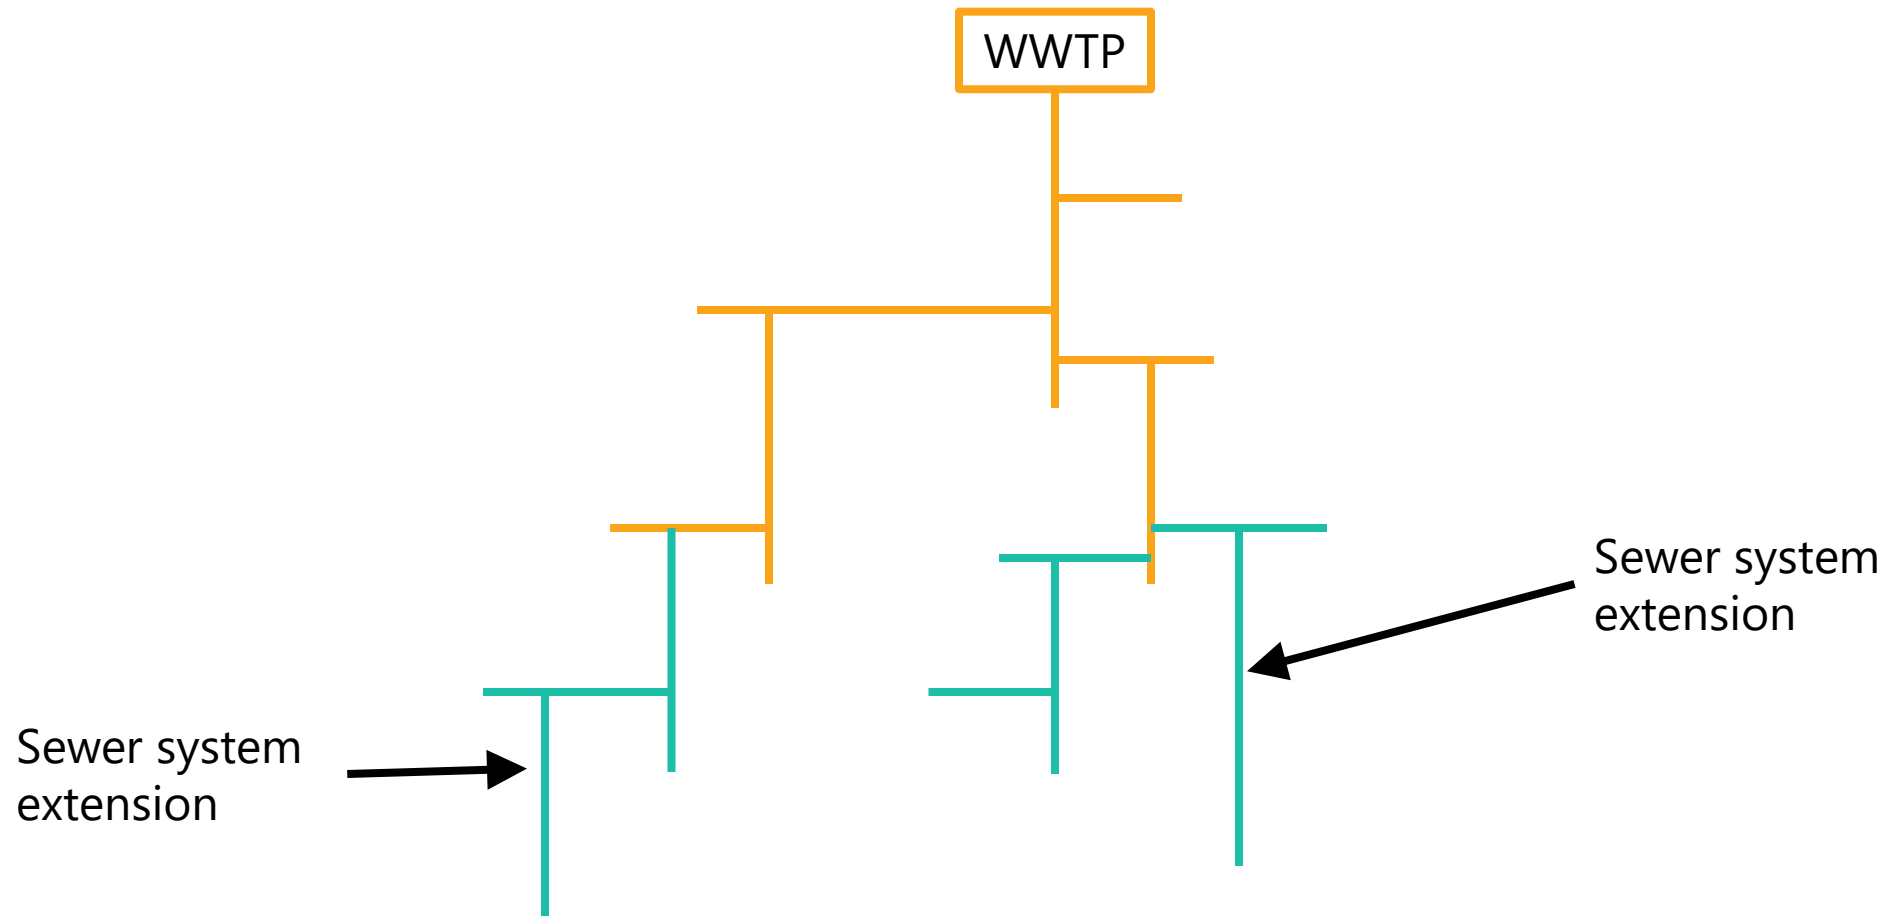 WWTP
Sewer system
extension
Sewer system
extension